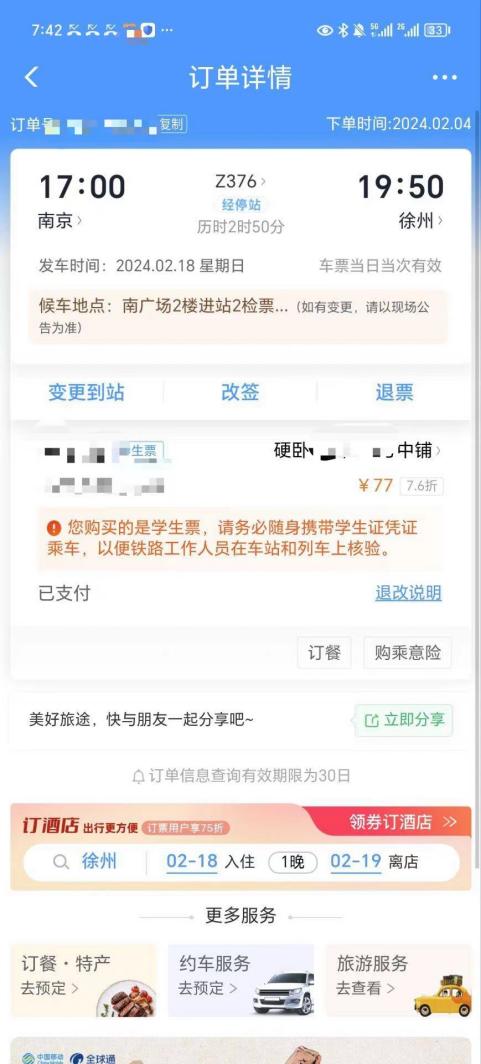 7:42
5G
2G
83
订单详情
订单号
复制
下单时间:2024.02.04
17:00
Z376
19:50
经停站
南京
徐州
历时2时50分
发车时间：2024.02.18 星期日
车票当日当次有效
候车地点：南广场2楼进站2检票...（如有变更，请以现场公
告为准）
变更到站
改签
退票
生票
硬卧
中铺
￥77
7.6折
您购买的是学生票，请务必随身携带学生证凭证
乘车，以便铁路工作人员在车站和列车上核验。
已支付
退改说明
订餐
购乘意险
美好旅途，快与朋友一起分享吧~
立即分享
订单信息查询有效期限为30日
订酒店 出行更方便
订票用户享75折
领券订酒店
徐州
02-18 入住
1晚
02-19 离店
更多服务
订餐·特产
去预定
约车服务
去预定
旅游服务
去查看
中国移动
China Mobile
全球通